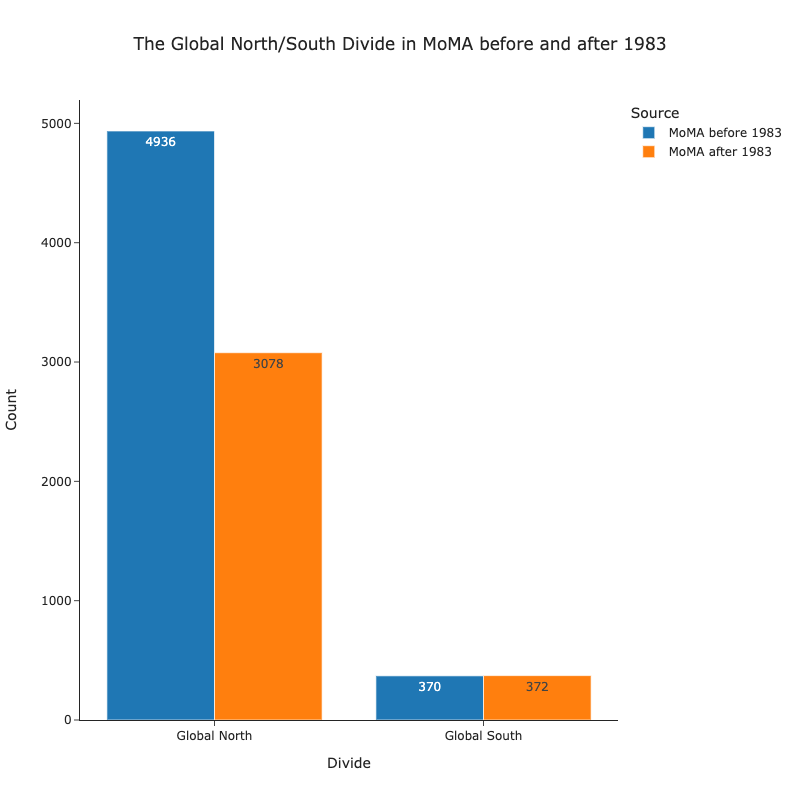 The Global North/South Divide in MoMA before and after 1983
Source
MoMA before 1983
MoMA after 1983
Count
5000
4000
3000
2000
1000
0
4936
3078
370
372
Global North
Global South
Divide